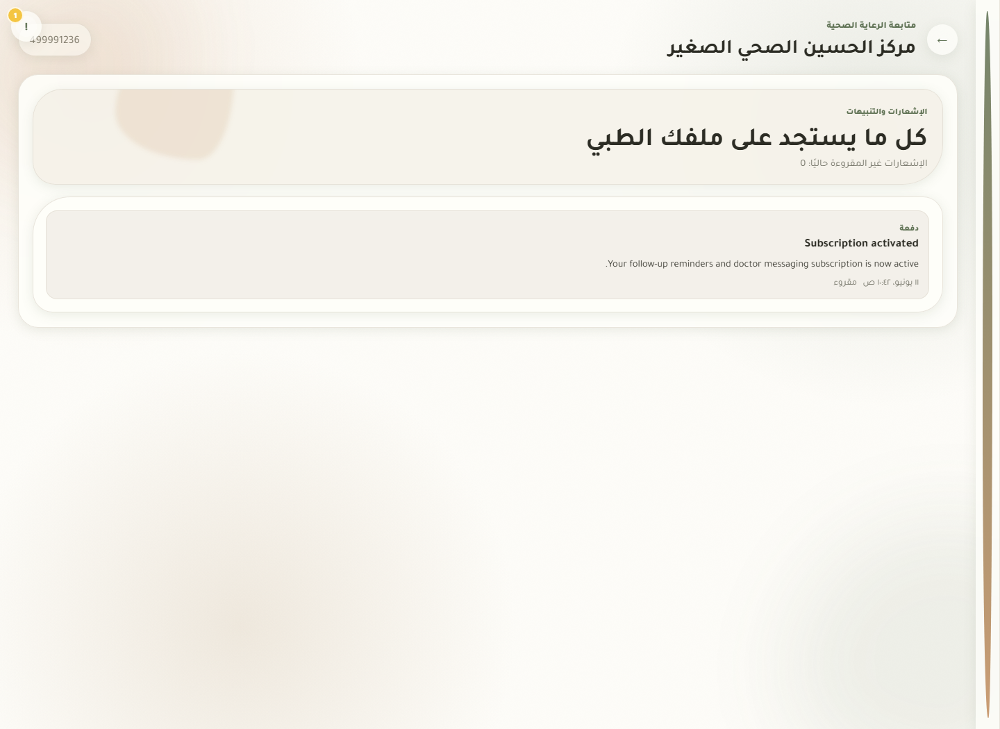 متابعة الرعاية الصحية
مركز الحسين الصحي الصغير
←
1
!
499991236
الإشعارات والتنبيهات
كل ما يستجد على ملفك الطبي
الإشعارات غير المقروءة حاليًا: 0
دفعة
Subscription activated
Your follow-up reminders and doctor messaging subscription is now active.
١١ يونيو، ١٠:٤٢ ص مقروء